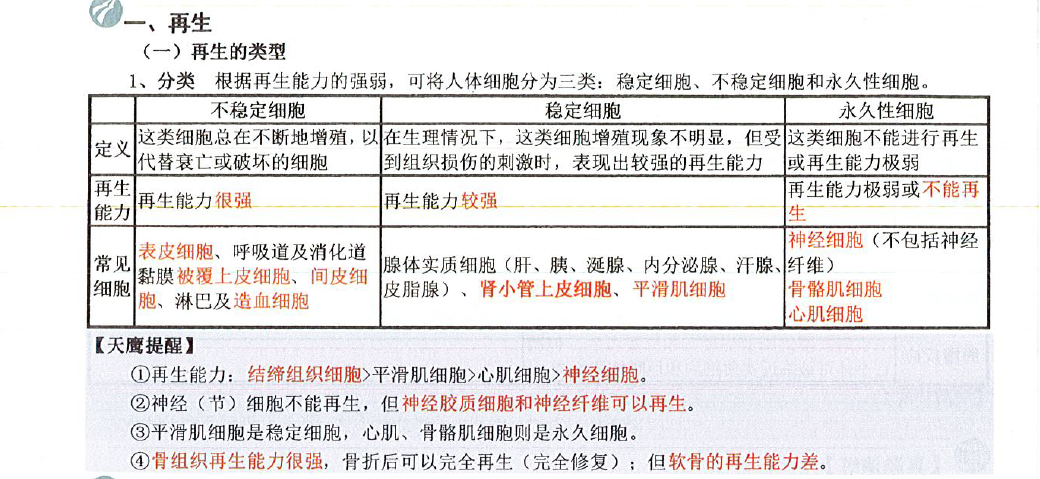 一、再生
（一）再生的类型
1、分类 根据再生能力的强弱，可将人体细胞分为三类：稳定细胞、不稳定细胞和永久性细胞。
不稳定细胞 稳定细胞 永久性细胞
定义
这类细胞总在不断地增殖，以
代替衰亡或破坏的细胞
在生理情况下，这类细胞增殖现象不明显，但受
到组织损伤的刺激时，表现出较强的再生能力
这类细胞不能进行再生
或再生能力极弱
再生
能力
再生能力很强
再生能力较强
再生能力极弱或不能再
生
常见
细胞
表皮细胞、呼吸道及消化道
黏膜被覆上皮细胞、间皮细
胞、淋巴及造血细胞
腺体实质细胞（肝、胰、涎腺、内分泌腺、汗腺、
皮脂腺）、肾小管上皮细胞、平滑肌细胞
神经细胞（不包括神经
纤维）
骨骼肌细胞
心肌细胞
【天鹰提醒】
①再生能力：结缔组织细胞>平滑肌细胞>心肌细胞>神经细胞。
②神经（节）细胞不能再生，但神经胶质细胞和神经纤维可以再生。
③平滑肌细胞是稳定细胞，心肌、骨骼肌细胞则是永久细胞。
④骨组织再生能力很强，骨折后可以完全再生（完全修复）；但软骨的再生能力差。